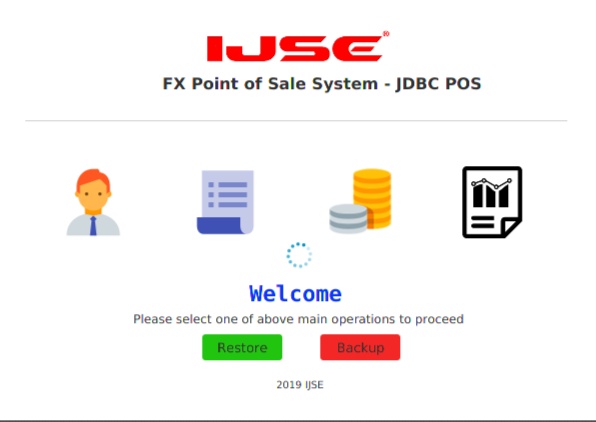 IJSE®
FX Point of Sale System - JDBC POS
Welcome
Please select one of above main operations to proceed
Restore Backup
2019 IJSE